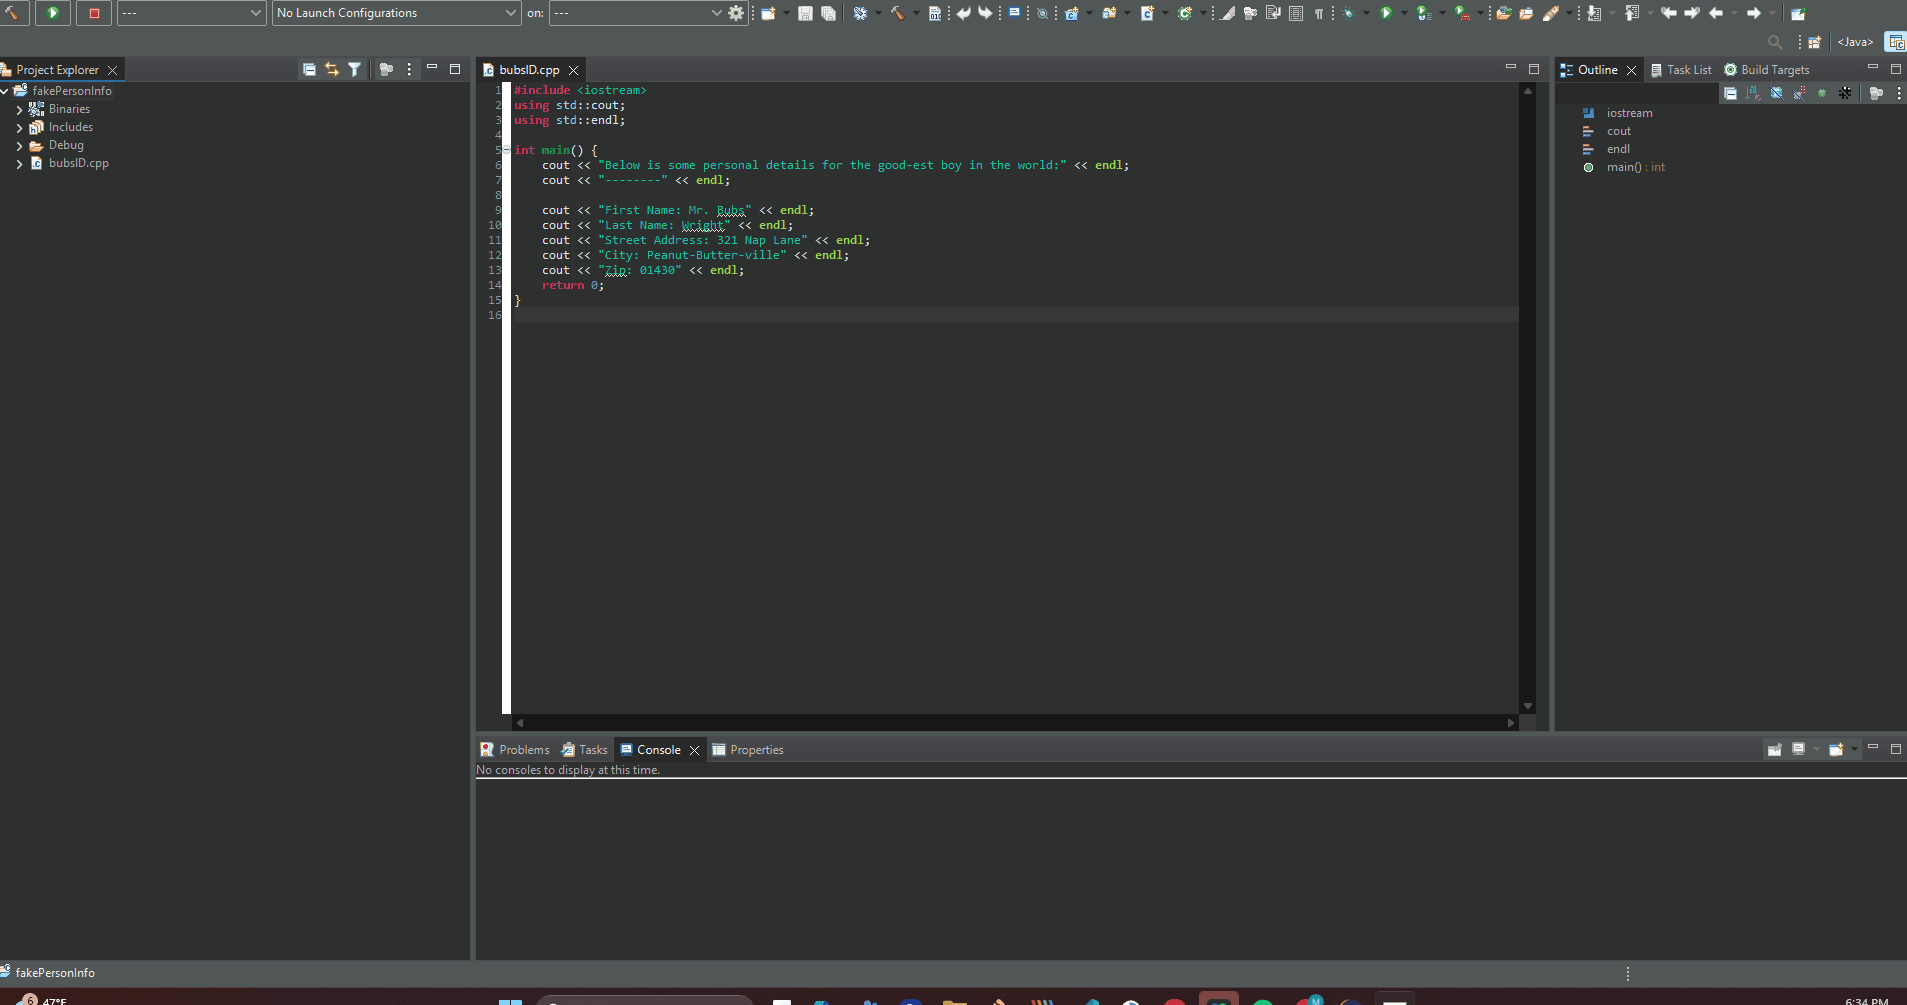 ---
No Launch Configurations
on:
---
<Java>
Project Explorer
fakePersonInfo
Binaries
Includes
Debug
bubsID.cpp
bubsID.cpp
1 #include <iostream>
2 using std::cout;
3 using std::endl;
4
5 int main() {
6 cout << "Below is some personal details for the good-est boy in the world:" << endl;
7 cout << "--------" << endl;
8
9 cout << "First Name: Mr. Bubs" << endl;
10 cout << "Last Name: Wright" << endl;
11 cout << "Street Address: 321 Nap Lane" << endl;
12 cout << "City: Peanut-Butter-ville" << endl;
13 cout << "Zip: 01430" << endl;
14 return 0;
15 }
16
Outline
Task List
Build Targets
iostream
cout
endl
main() : int
Problems
Tasks
Console
Properties
No consoles to display at this time.
fakePersonInfo
6
47°F
M
6:34 PM